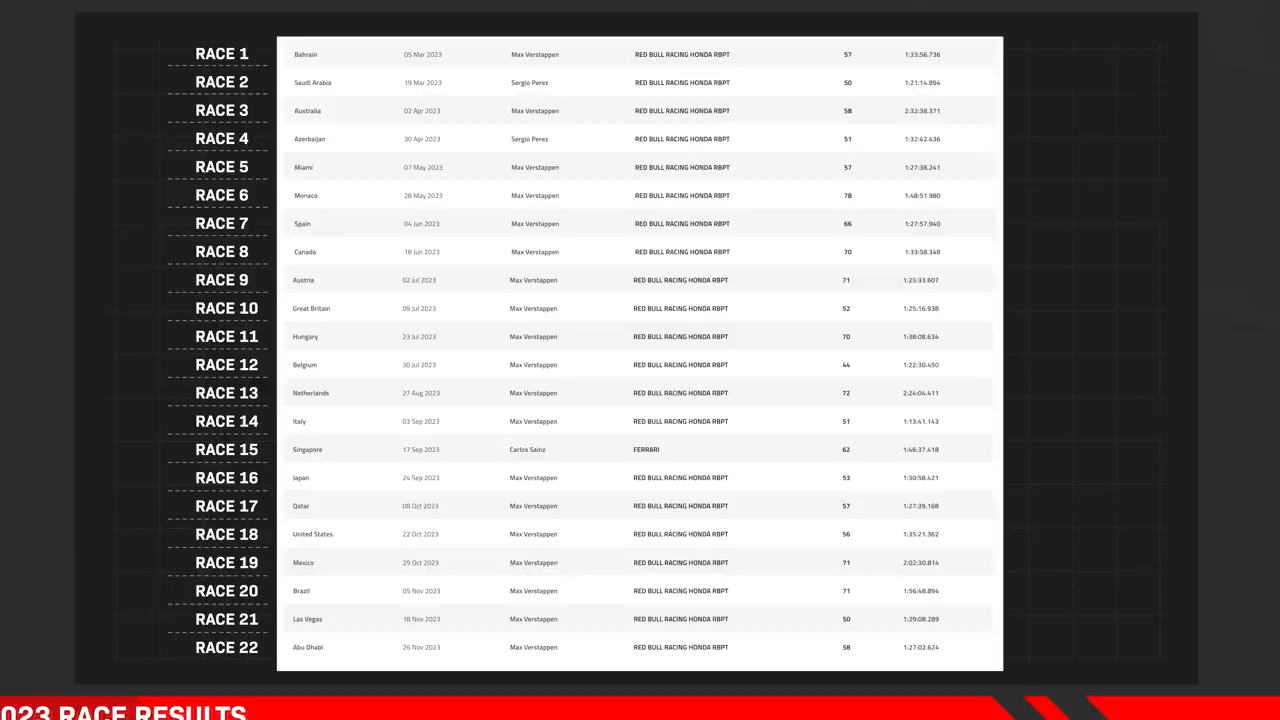 RACE 1 Bahrain 05 Mar 2023 Max Verstappen RED BULL RACING HONDA RBPT 57 1:33:56.736
RACE 2 Saudi Arabia 19 Mar 2023 Sergio Perez RED BULL RACING HONDA RBPT 50 1:21:14.894
RACE 3 Australia 02 Apr 2023 Max Verstappen RED BULL RACING HONDA RBPT 58 2:32:38.371
RACE 4 Azerbaijan 30 Apr 2023 Sergio Perez RED BULL RACING HONDA RBPT 51 1:32:42.436
RACE 5 Miami 07 May 2023 Max Verstappen RED BULL RACING HONDA RBPT 57 1:27:38.241
RACE 6 Monaco 28 May 2023 Max Verstappen RED BULL RACING HONDA RBPT 78 1:48:51.980
RACE 7 Spain 04 Jun 2023 Max Verstappen RED BULL RACING HONDA RBPT 66 1:27:57.940
RACE 8 Canada 18 Jun 2023 Max Verstappen RED BULL RACING HONDA RBPT 70 1:33:58.348
RACE 9 Austria 02 Jul 2023 Max Verstappen RED BULL RACING HONDA RBPT 71 1:25:33.607
RACE 10 Great Britain 09 Jul 2023 Max Verstappen RED BULL RACING HONDA RBPT 52 1:25:16.938
RACE 11 Hungary 23 Jul 2023 Max Verstappen RED BULL RACING HONDA RBPT 70 1:38:08.634
RACE 12 Belgium 30 Jul 2023 Max Verstappen RED BULL RACING HONDA RBPT 44 1:22:30.450
RACE 13 Netherlands 27 Aug 2023 Max Verstappen RED BULL RACING HONDA RBPT 72 2:24:04.411
RACE 14 Italy 03 Sep 2023 Max Verstappen RED BULL RACING HONDA RBPT 51 1:13:41.143
RACE 15 Singapore 17 Sep 2023 Carlos Sainz FERRARI 62 1:46:37.418
RACE 16 Japan 24 Sep 2023 Max Verstappen RED BULL RACING HONDA RBPT 53 1:30:58.421
RACE 17 Qatar 08 Oct 2023 Max Verstappen RED BULL RACING HONDA RBPT 57 1:27:39.168
RACE 18 United States 22 Oct 2023 Max Verstappen RED BULL RACING HONDA RBPT 56 1:35:21.362
RACE 19 Mexico 29 Oct 2023 Max Verstappen RED BULL RACING HONDA RBPT 71 2:02:30.814
RACE 20 Brazil 05 Nov 2023 Max Verstappen RED BULL RACING HONDA RBPT 71 1:56:48.894
RACE 21 Las Vegas 18 Nov 2023 Max Verstappen RED BULL RACING HONDA RBPT 50 1:29:08.289
RACE 22 Abu Dhabi 26 Nov 2023 Max Verstappen RED BULL RACING HONDA RBPT 58 1:27:02.624
023 RACE RESULTS